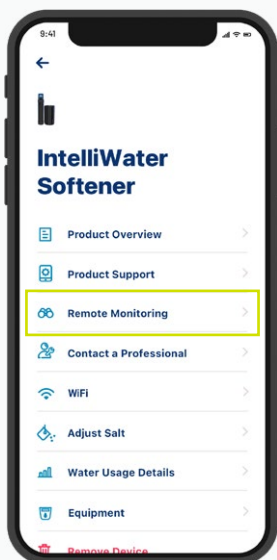 9:41
IntelliWater
Softener
Product Overview
Product Support
Remote Monitoring
Contact a Professional
WiFi
Adjust Salt
Water Usage Details
Equipment
Remove Device